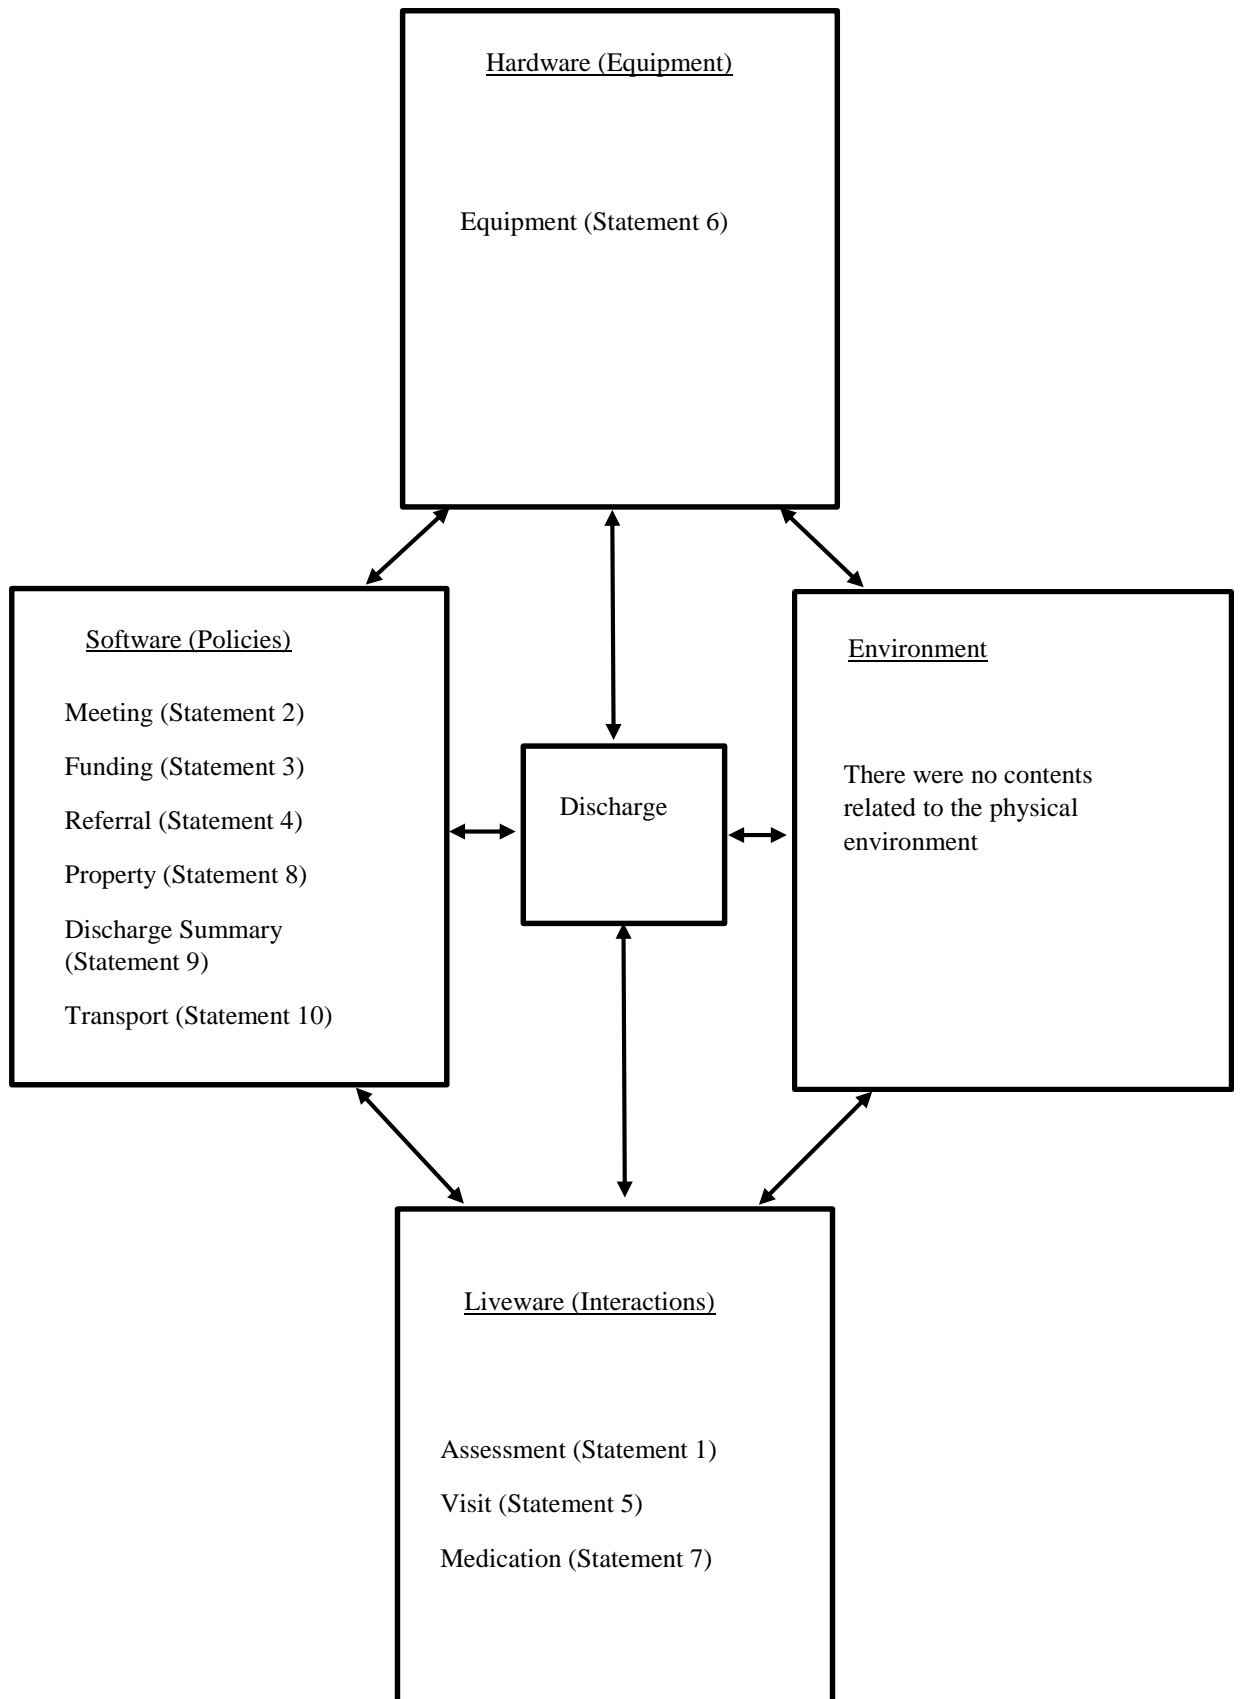 Hardware (Equipment)
Equipment (Statement 6)
Software (Policies)
Meeting (Statement 2)
Funding (Statement 3)
Referral (Statement 4)
Property (Statement 8)
Discharge Summary
(Statement 9)
Transport (Statement 10)
Discharge
Environment
There were no contents
related to the physical
environment
Liveware (Interactions)
Assessment (Statement 1)
Visit (Statement 5)
Medication (Statement 7)